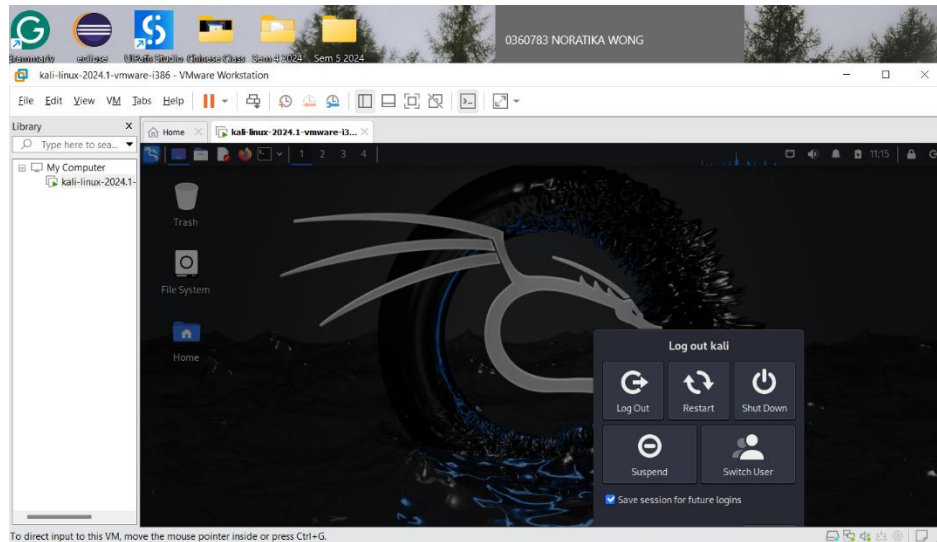 0360783 NORATIKA WONG
Grammarly eclipse UiPath Studio Chinese Class Sem 4 2024 Sem 5 2024
kali-linux-2024.1-vmware-i386 - VMware Workstation
File Edit View VM Tabs Help
Library X
Home kali-linux-2024.1-vmware-i3...
Type here to sea...
1 2 3 4
11:15
My Computer
kali-linux-2024.1-
Trash
File System
Home
Log out kali
Log Out Restart Shut Down
Suspend Switch User
Save session for future logins
To direct input to this VM, move the mouse pointer inside or press Ctrl+G.